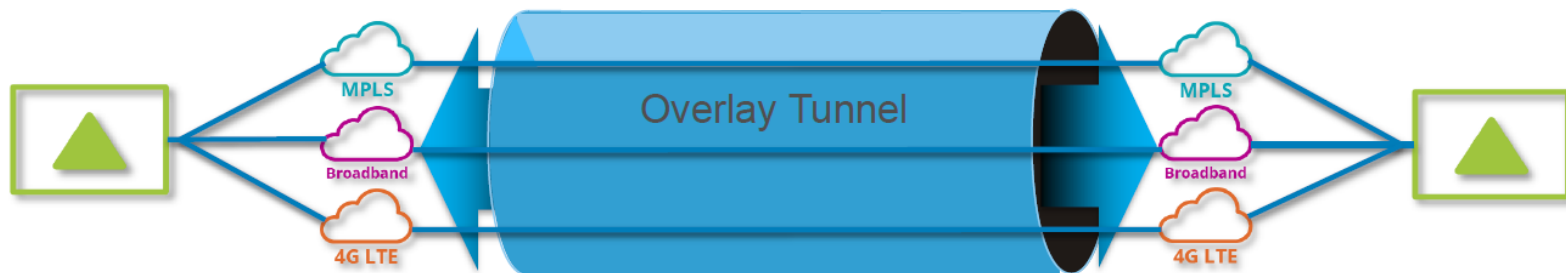 MPLS
Broadband
4G LTE
Overlay Tunnel
MPLS
Broadband
4G LTE